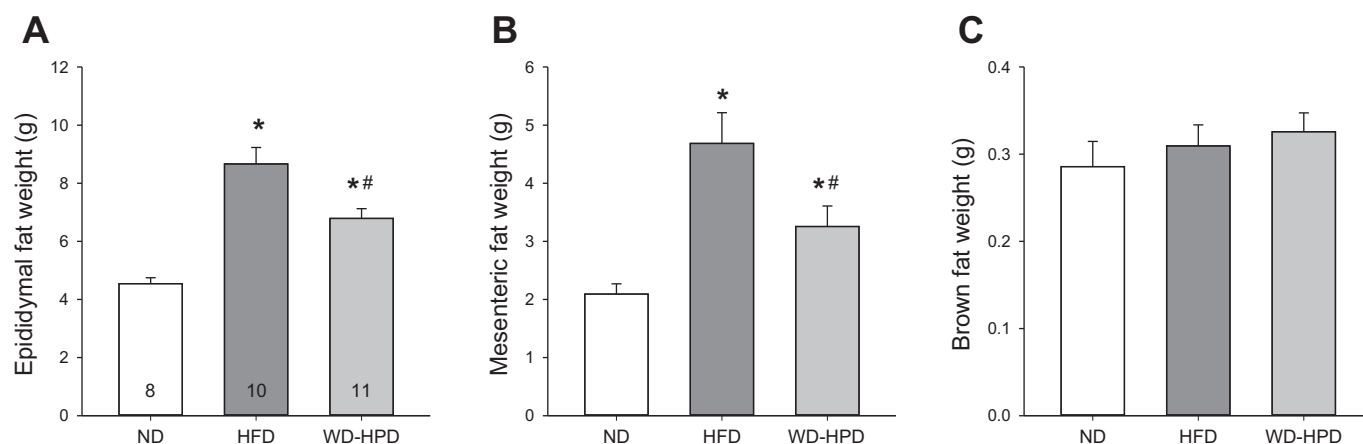 A
Epididymal fat weight (g)
12
10
8
6
4
2
0
*
*#
8
10
11
ND
HFD
WD-HPD
B
Mesenteric fat weight (g)
6
5
4
3
2
1
0
*
*#
ND
HFD
WD-HPD
C
Brown fat weight (g)
0.4
0.3
0.2
0.1
0.0
ND
HFD
WD-HPD